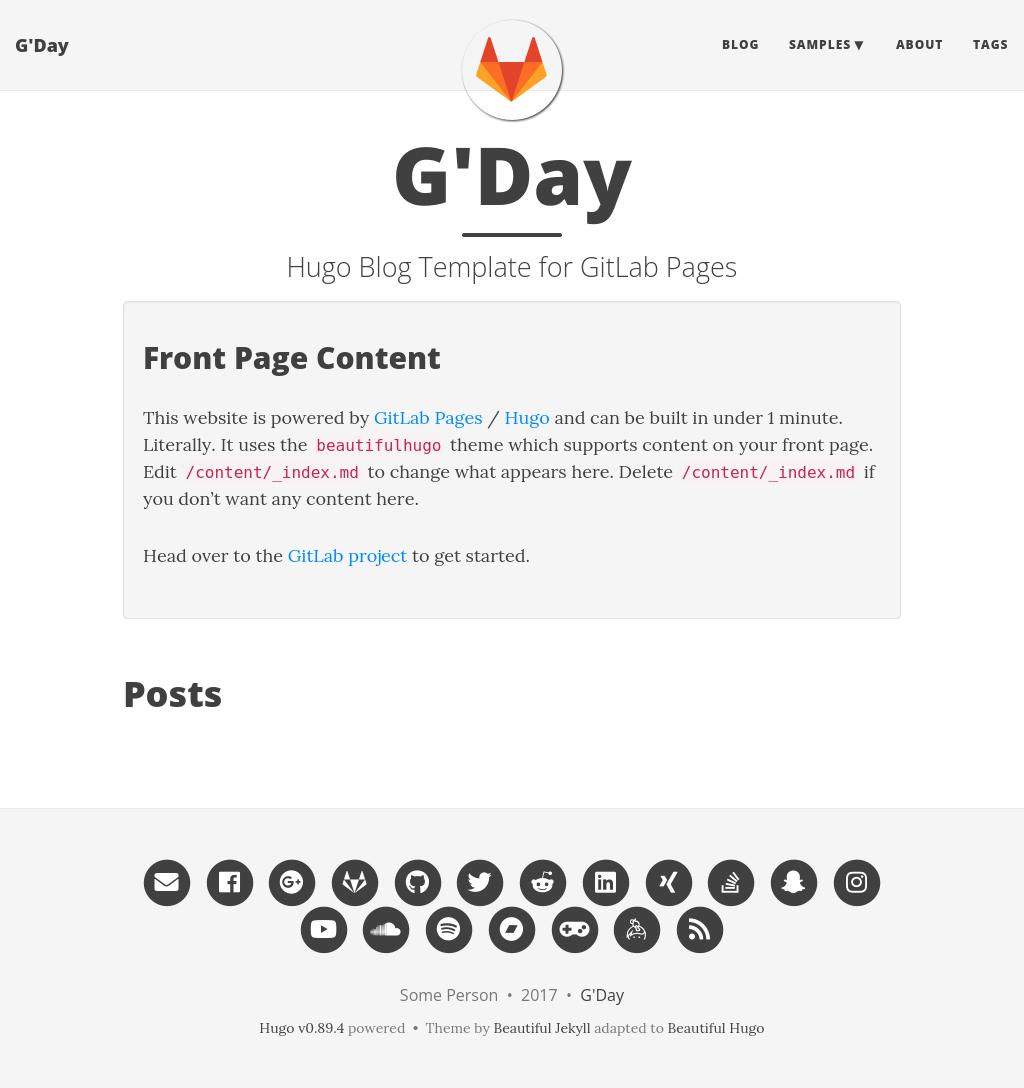 G'Day
BLOG
SAMPLES ▼
ABOUT
TAGS
G'Day
Hugo Blog Template for GitLab Pages
Front Page Content
This website is powered by GitLab Pages / Hugo and can be built in under 1 minute.
Literally. It uses the beautifulhugo theme which supports content on your front page.
Edit /content/_index.md to change what appears here. Delete /content/_index.md if
you don’t want any content here.
Head over to the GitLab project to get started.
Posts
Some Person • 2017 • G'Day
Hugo v0.89.4 powered • Theme by Beautiful Jekyll adapted to Beautiful Hugo